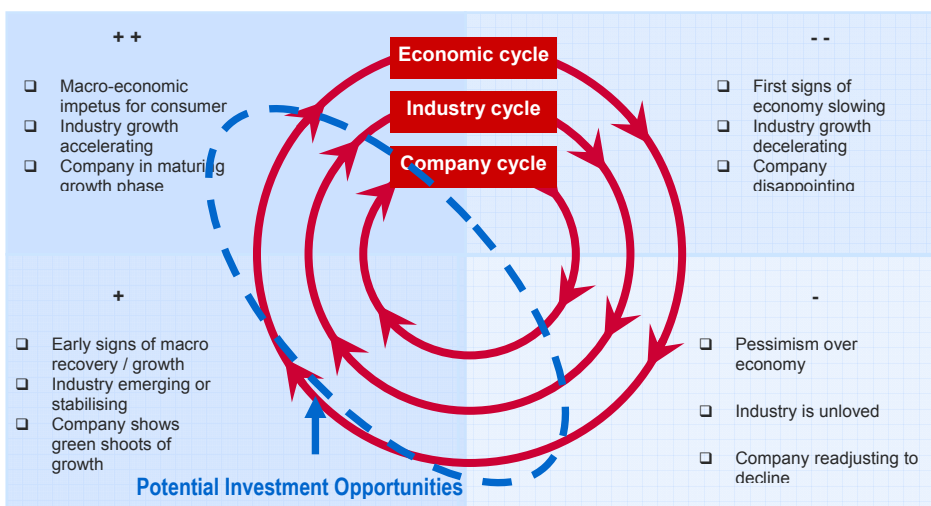 + +
❑ Macro-economic
impetus for consumer
❑ Industry growth
accelerating
❑ Company in maturing
growth phase
Economic cycle
Industry cycle
Company cycle
- -
❑ First signs of
economy slowing
❑ Industry growth
decelerating
❑ Company
disappointing
+
❑ Early signs of macro
recovery / growth
❑ Industry emerging or
stabilising
❑ Company shows
green shoots of
growth
Potential Investment Opportunities
-
❑ Pessimism over
economy
❑ Industry is unloved
❑ Company readjusting to
decline